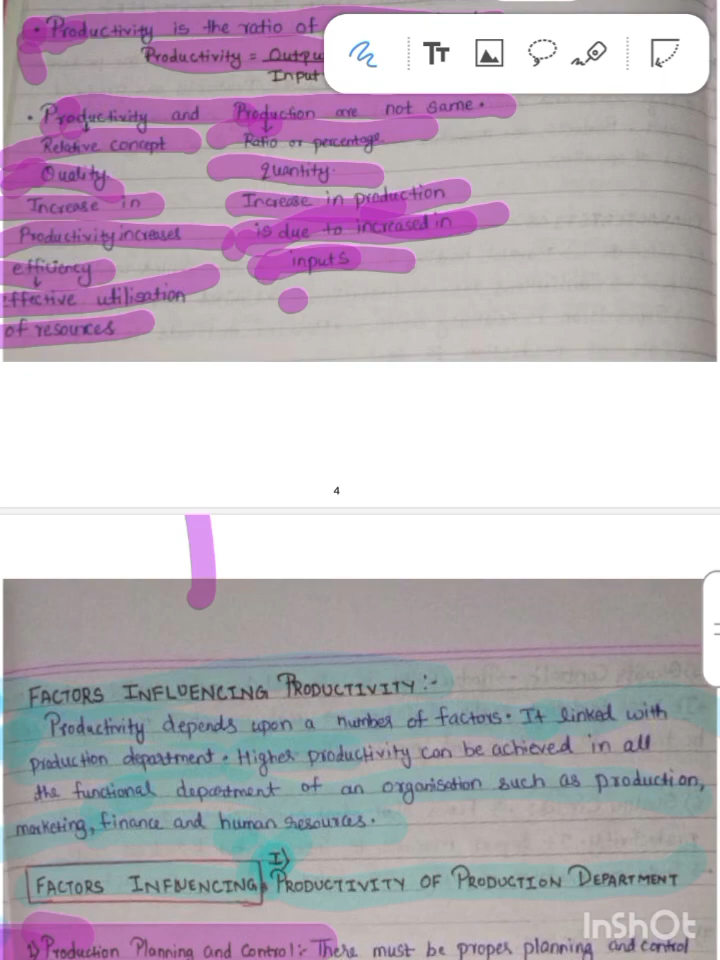 • Productivity is the ratio of
Productivity = Outpu
Input
TT
• Productivity and Production are not same.
Relative concept Ratio or percentage
Quality. quantity.
Increase in Increase in production
Productivity increases is due to increased in
efficiency inputs
effective utilisation
of resources
4
FACTORS INFLUENCING PRODUCTIVITY :-
Productivity depends upon a number of factors. It linked with
production department. Higher productivity can be achieved in all
the functional department of an organisation such as production,
marketing, finance and human resources.
I)
FACTORS INFLUENCING PRODUCTIVITY OF PRODUCTION DEPARTMENT
InShOt
1) Production Planning and Control :- There must be proper planning and control